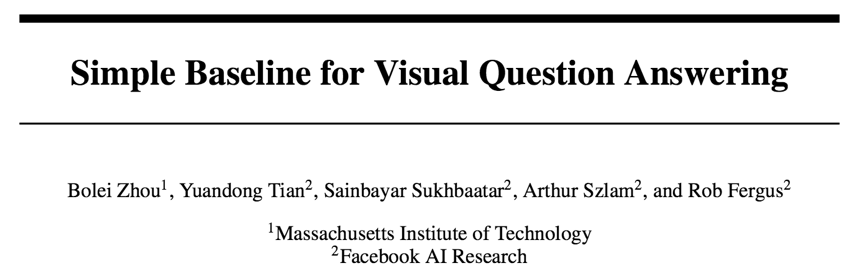 Simple Baseline for Visual Question Answering
Bolei Zhou¹, Yuandong Tian², Sainbayar Sukhbaatar², Arthur Szlam², and Rob Fergus²
¹Massachusetts Institute of Technology
²Facebook AI Research